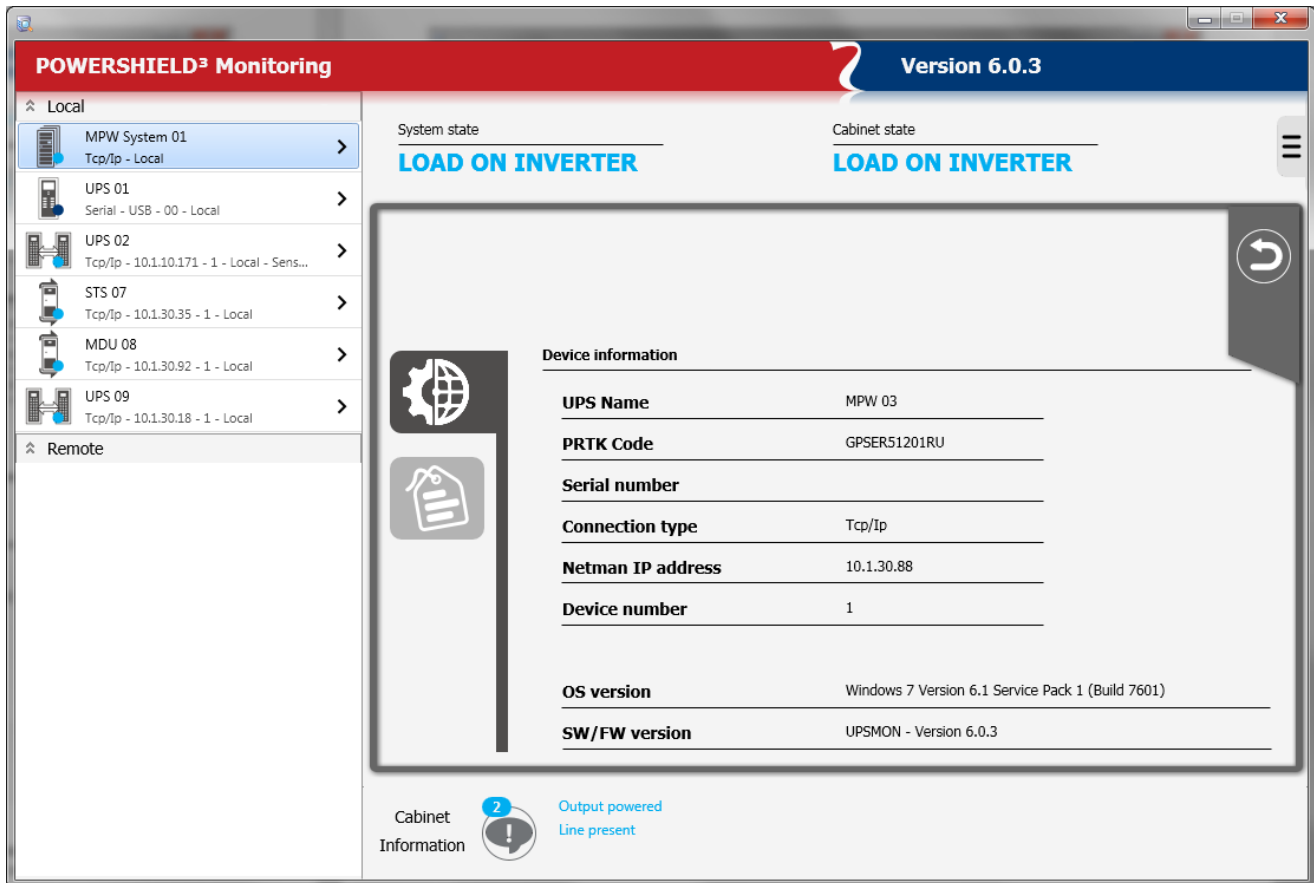 POWERSHIELD³ Monitoring
Version 6.0.3
Local
MPW System 01
Tcp/Ip - Local
UPS 01
Serial - USB - 00 - Local
UPS 02
Tcp/Ip - 10.1.10.171 - 1 - Local - Sens...
STS 07
Tcp/Ip - 10.1.30.35 - 1 - Local
MDU 08
Tcp/Ip - 10.1.30.92 - 1 - Local
UPS 09
Tcp/Ip - 10.1.30.18 - 1 - Local
Remote
System state
LOAD ON INVERTER
Cabinet state
LOAD ON INVERTER
Device information
UPS Name MPW 03
PRTK Code GPSER51201RU
Serial number
Connection type Tcp/Ip
Netman IP address 10.1.30.88
Device number 1
OS version Windows 7 Version 6.1 Service Pack 1 (Build 7601)
SW/FW version UPSMON - Version 6.0.3
Cabinet
Information
2
Output powered
Line present